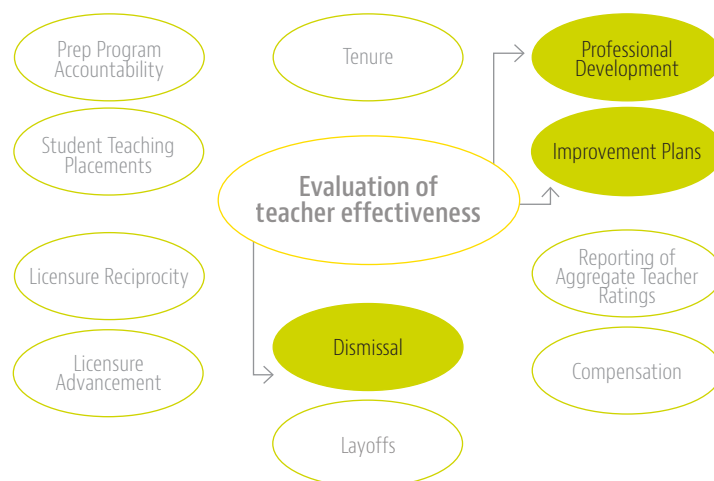 Prep Program
Accountability
Tenure
Professional
Development
Student Teaching
Placements
Improvement Plans
Evaluation of
teacher effectiveness
Licensure Reciprocity
Reporting of
Aggregate Teacher
Ratings
Dismissal
Licensure
Advancement
Compensation
Layoffs